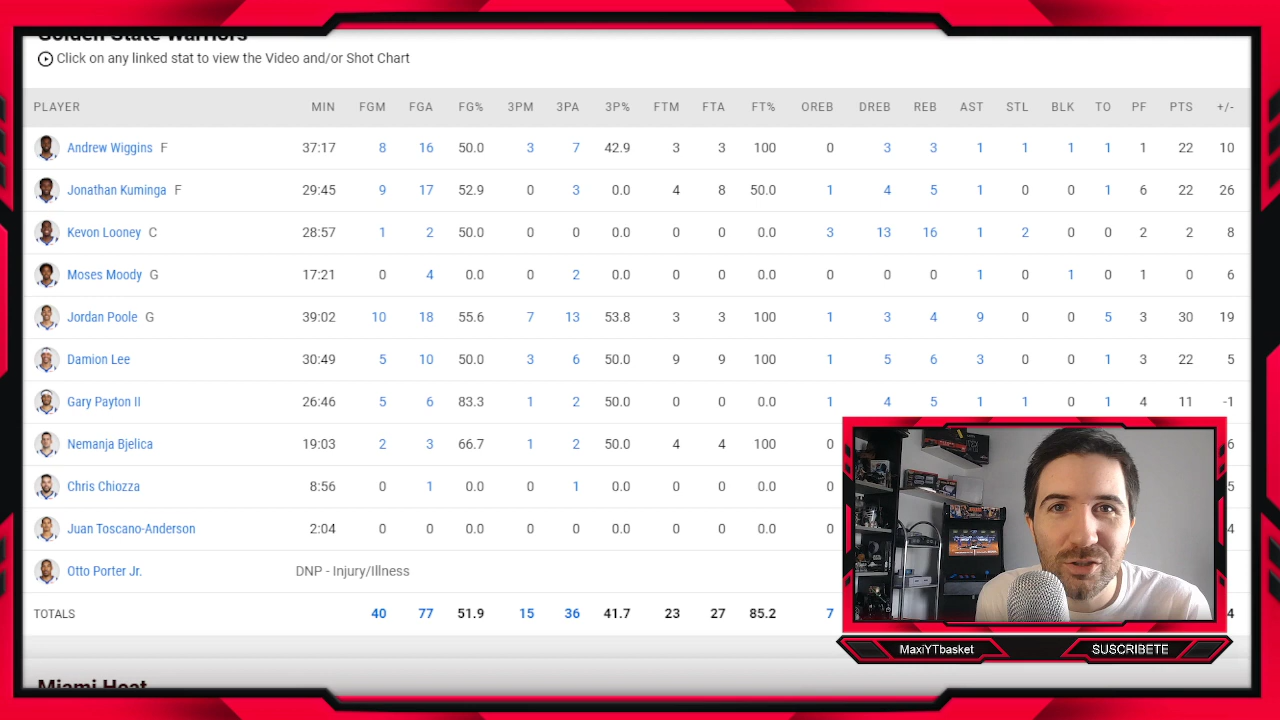 Golden State Warriors
Click on any linked stat to view the Video and/or Shot Chart
PLAYER MIN FGM FGA FG% 3PM 3PA 3P% FTM FTA FT% OREB DREB REB AST STL BLK TO PF PTS +/-
Andrew Wiggins F 37:17 8 16 50.0 3 7 42.9 3 3 100 0 3 3 1 1 1 1 1 22 10
Jonathan Kuminga F 29:45 9 17 52.9 0 3 0.0 4 8 50.0 1 4 5 1 0 0 1 6 22 26
Kevon Looney C 28:57 1 2 50.0 0 0 0.0 0 0 0.0 3 13 16 1 2 0 0 2 2 8
Moses Moody G 17:21 0 4 0.0 0 2 0.0 0 0 0.0 0 0 0 1 0 1 0 1 0 6
Jordan Poole G 39:02 10 18 55.6 7 13 53.8 3 3 100 1 3 4 9 0 0 5 3 30 19
Damion Lee 30:49 5 10 50.0 3 6 50.0 9 9 100 1 5 6 3 0 0 1 3 22 5
Gary Payton II 26:46 5 6 83.3 1 2 50.0 0 0 0.0 1 4 5 1 1 0 1 4 11 -1
Nemanja Bjelica 19:03 2 3 66.7 1 2 50.0 4 4 100 0 6
Chris Chiozza 8:56 0 1 0.0 0 1 0.0 0 0 0.0 0 5
Juan Toscano-Anderson 2:04 0 0 0.0 0 0 0.0 0 0 0.0 0 4
Otto Porter Jr. DNP - Injury/Illness
TOTALS 40 77 51.9 15 36 41.7 23 27 85.2 7 4
MaxiYTbasket SUSCRIBETE
Miami Heat